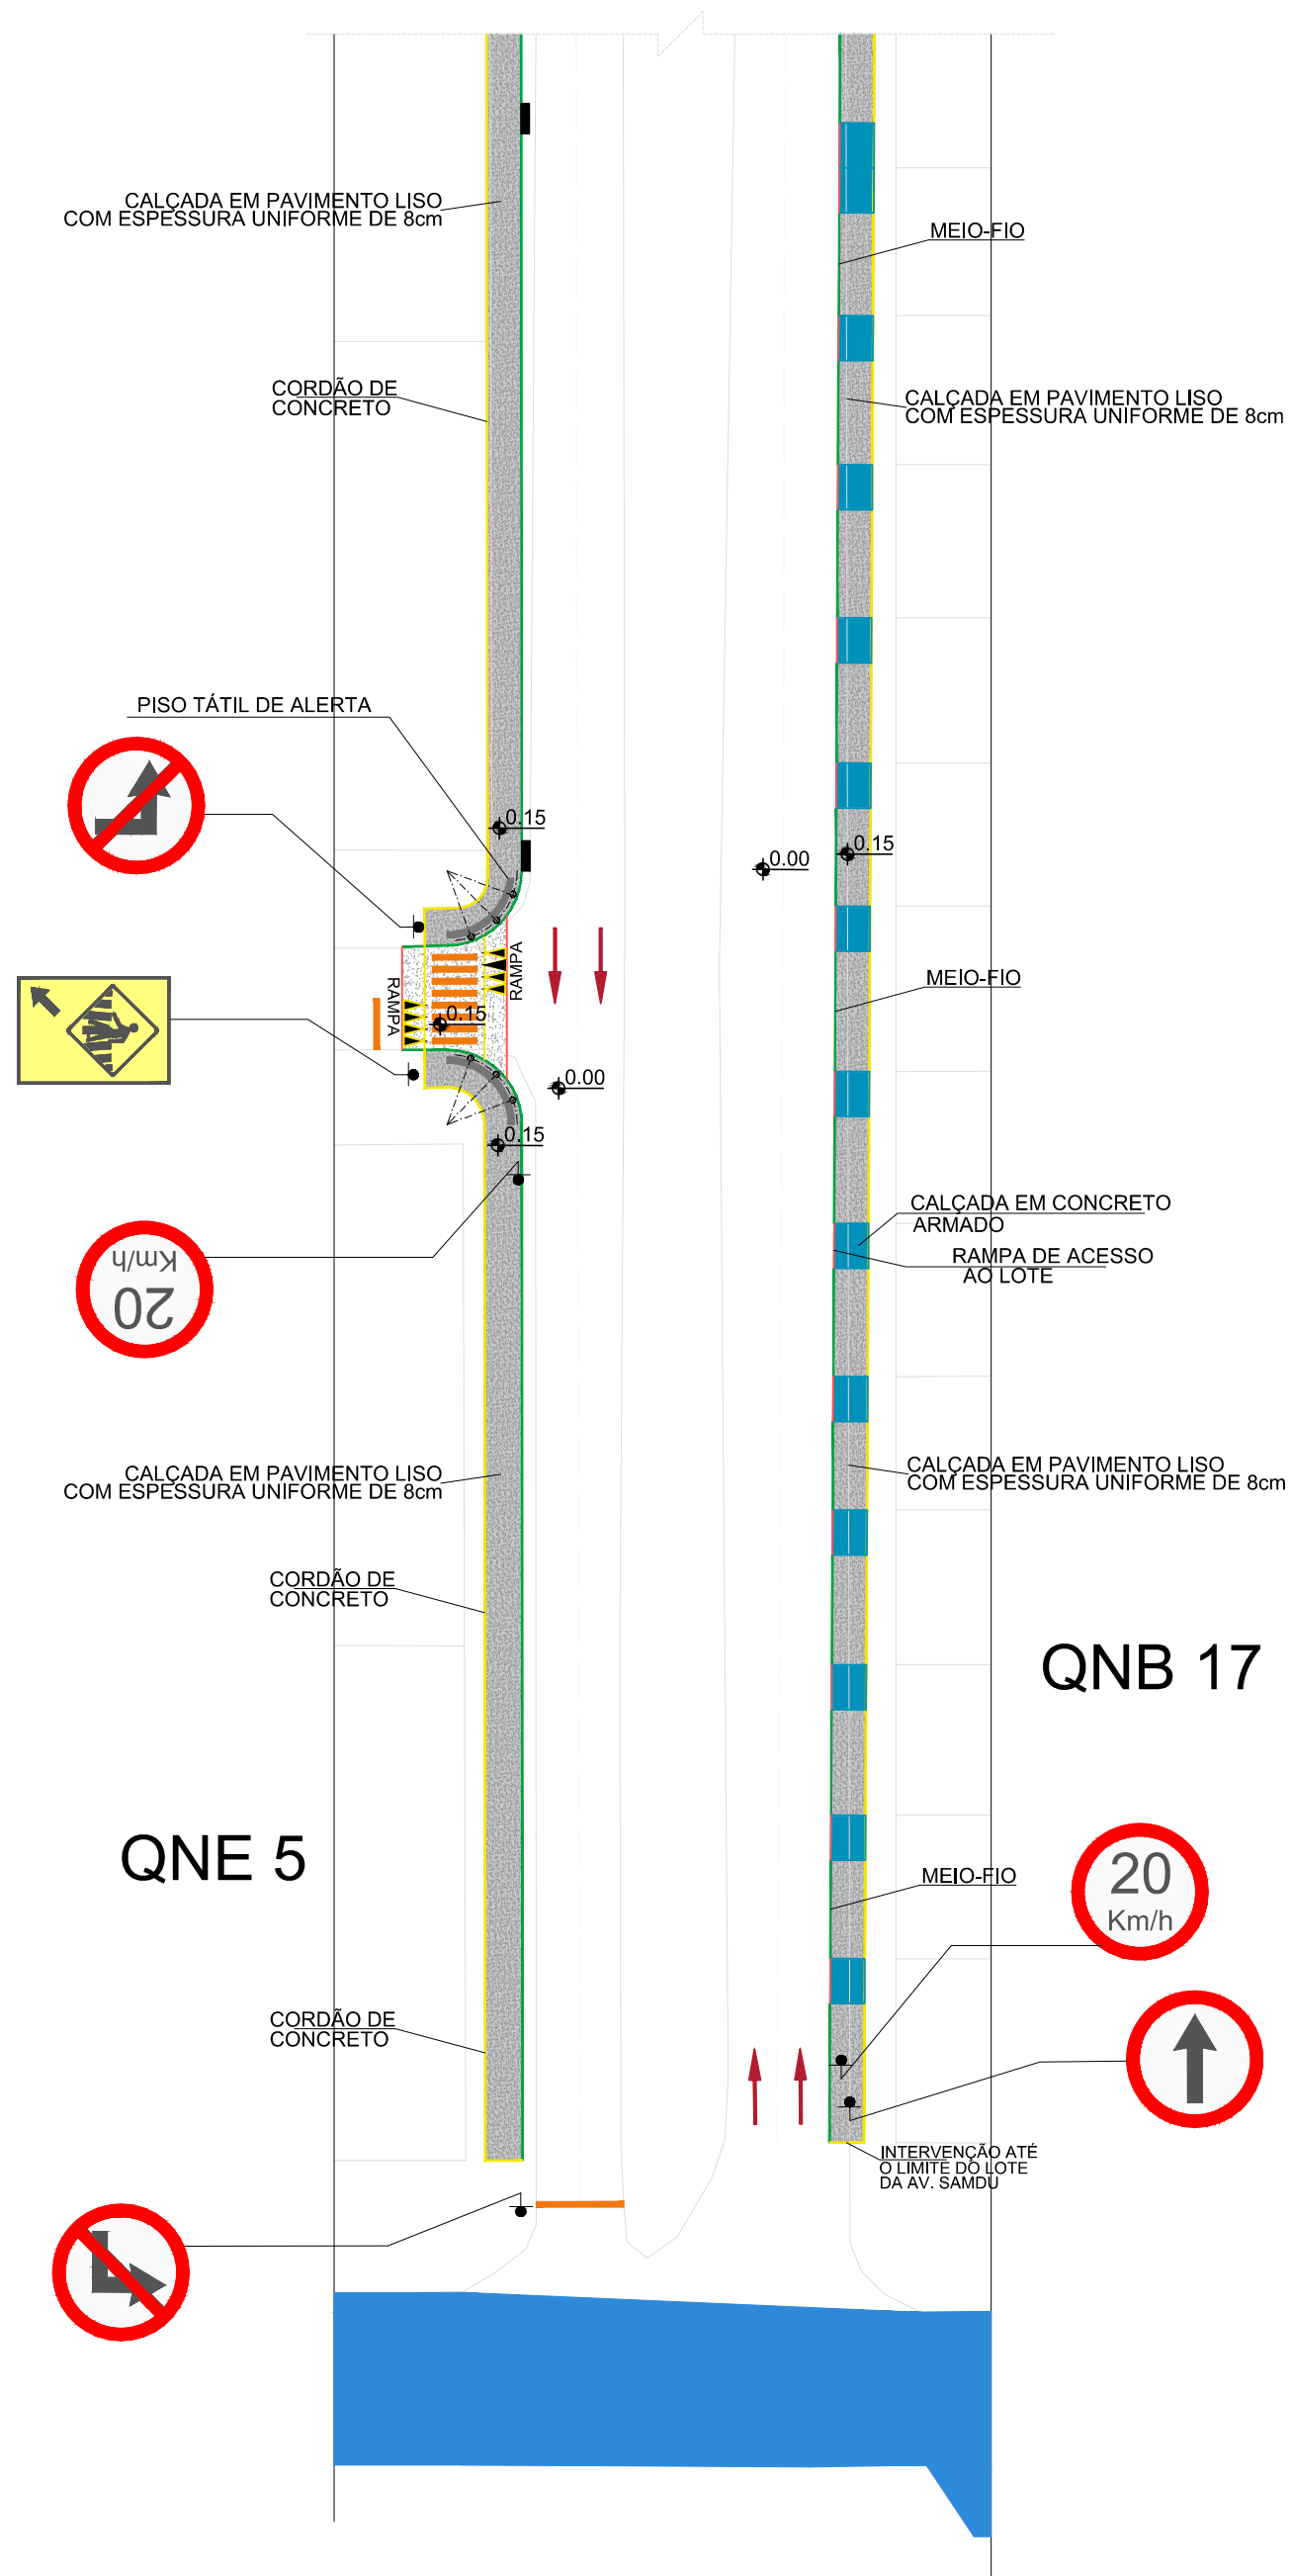 CALÇADA EM PAVIMENTO LISO
COM ESPESSURA UNIFORME DE 8cm
MEIO-FIO
CORDÃO DE
CONCRETO
CALÇADA EM PAVIMENTO LISO
COM ESPESSURA UNIFORME DE 8cm
PISO TÁTIL DE ALERTA
0.15
0.00
0.15
RAMPA
RAMPA
0.15
MEIO-FIO
0.00
0.15
CALÇADA EM CONCRETO
ARMADO
RAMPA DE ACESSO
AO LOTE
20
Km/h
CALÇADA EM PAVIMENTO LISO
COM ESPESSURA UNIFORME DE 8cm
CALÇADA EM PAVIMENTO LISO
COM ESPESSURA UNIFORME DE 8cm
CORDÃO DE
CONCRETO
QNB 17
QNE 5
MEIO-FIO
20
Km/h
CORDÃO DE
CONCRETO
INTERVENÇÃO ATÉ
O LIMITE DO LOTE
DA AV. SAMDU